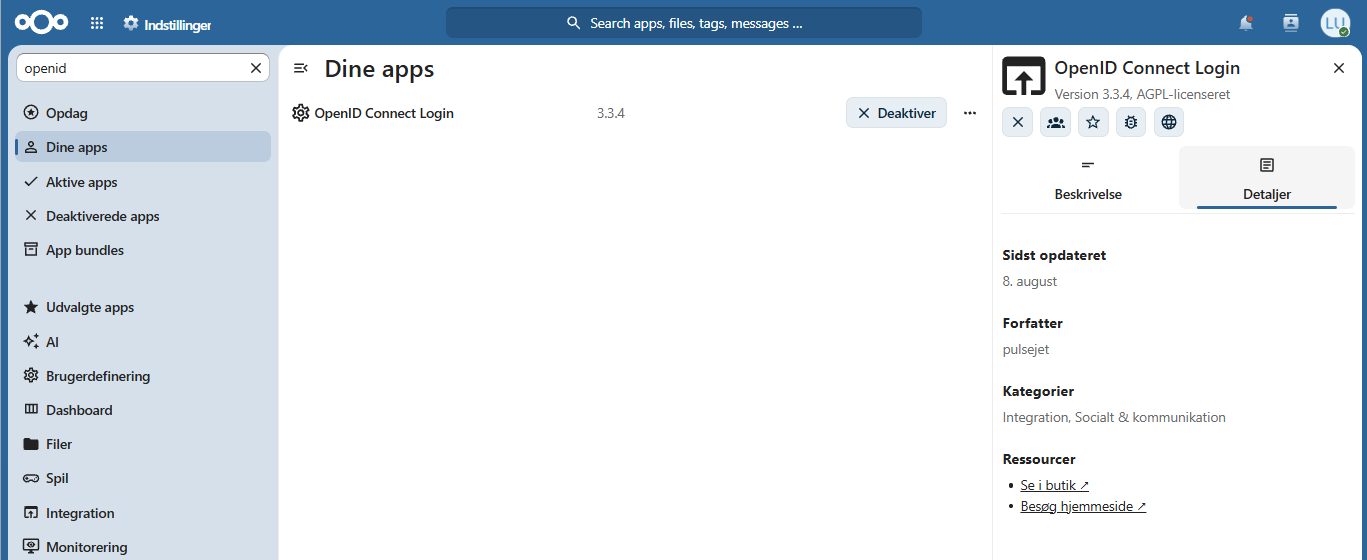 Indstillinger
Search apps, files, tags, messages ...
LU
openid
Opdag
Dine apps
Aktive apps
Deaktiverede apps
App bundles
Udvalgte apps
AI
Brugerdefinering
Dashboard
Filer
Spil
Integration
Monitorering
Dine apps
OpenID Connect Login 3.3.4 Deaktiver
OpenID Connect Login
Version 3.3.4, AGPL-licenseret
Beskrivelse
Detaljer
Sidst opdateret
8. august
Forfatter
pulsejet
Kategorier
Integration, Socialt & kommunikation
Ressourcer
• Se i butik ↗
• Besøg hjemmeside ↗